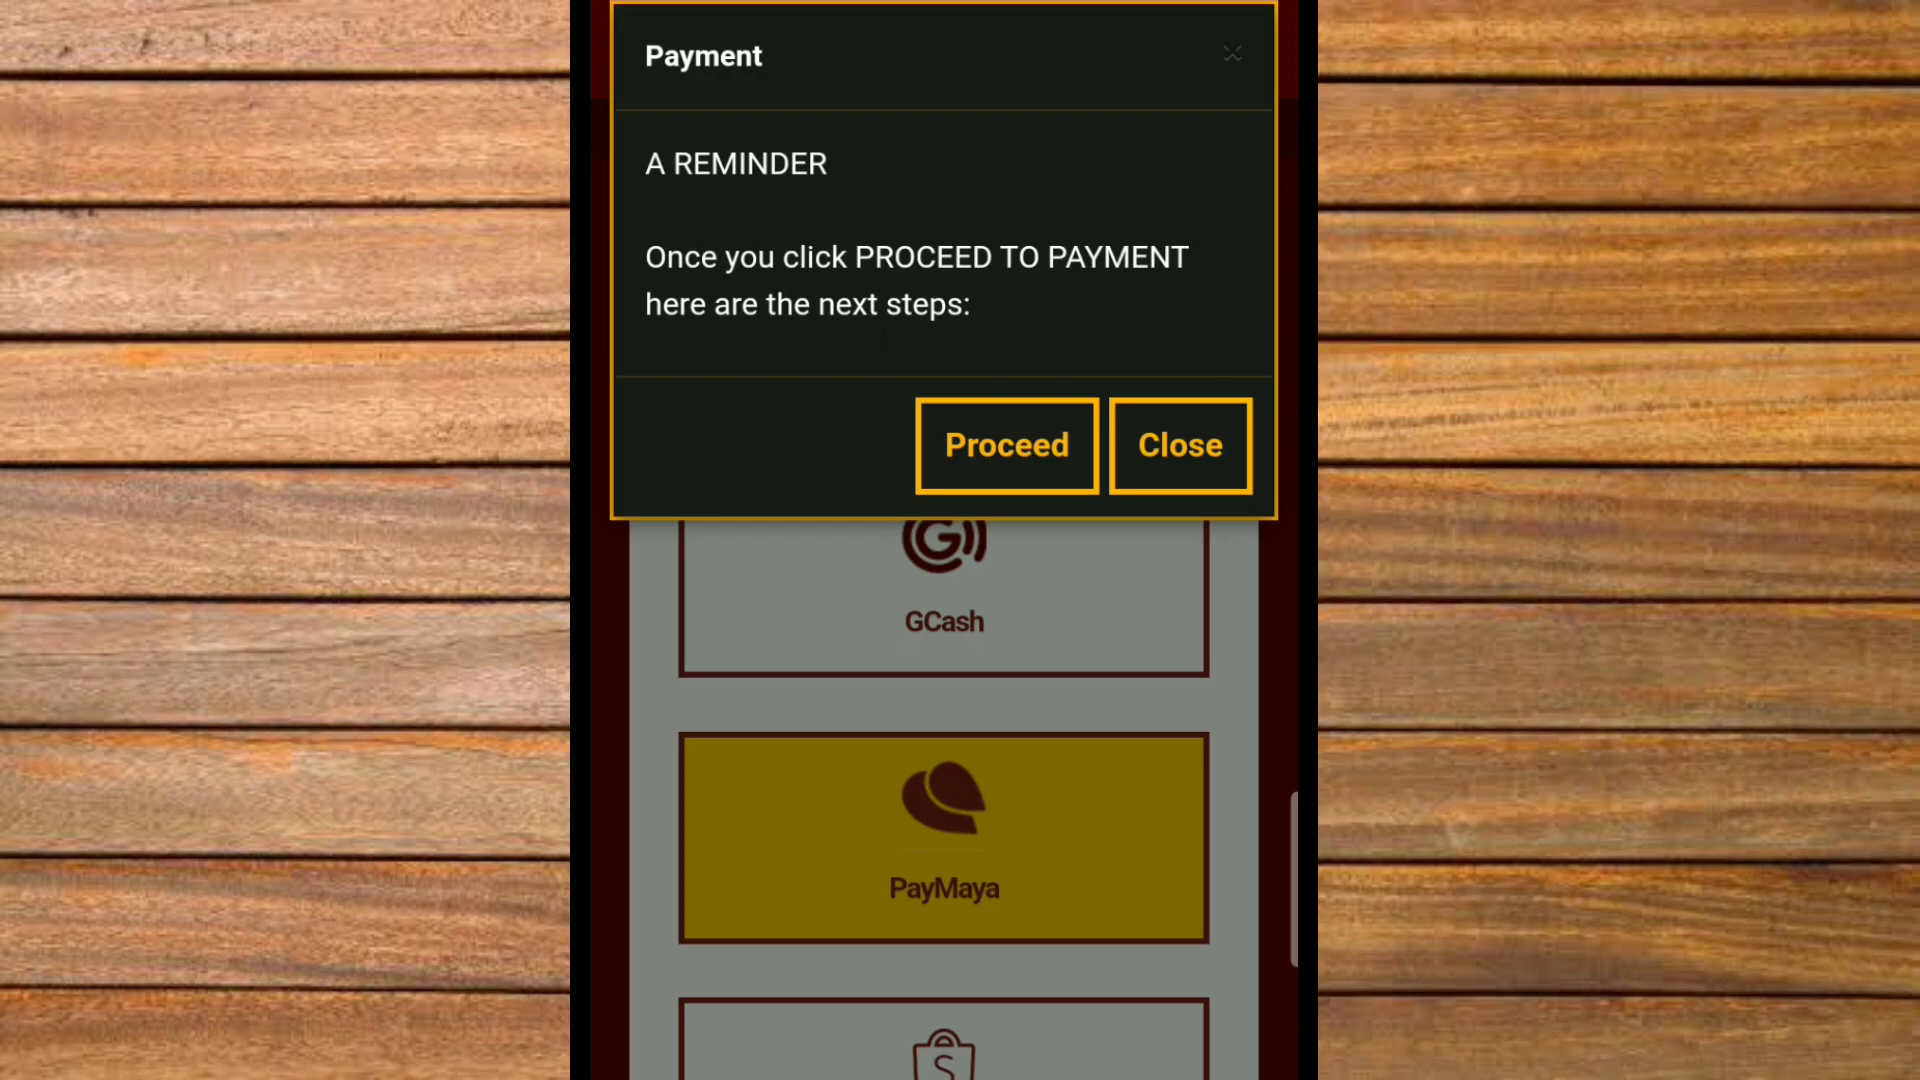 Payment
A REMINDER
Once you click PROCEED TO PAYMENT
here are the next steps:
Proceed
Close
GCash
PayMaya